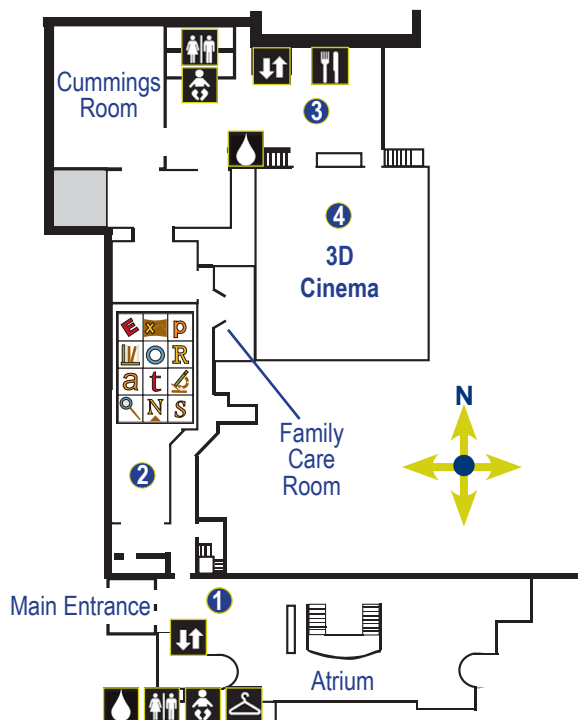 Cummings
Room
3
4
3D
Cinema
E x p
l O R
a t i
o N S
N
Family
Care
Room
2
Main Entrance
1
Atrium